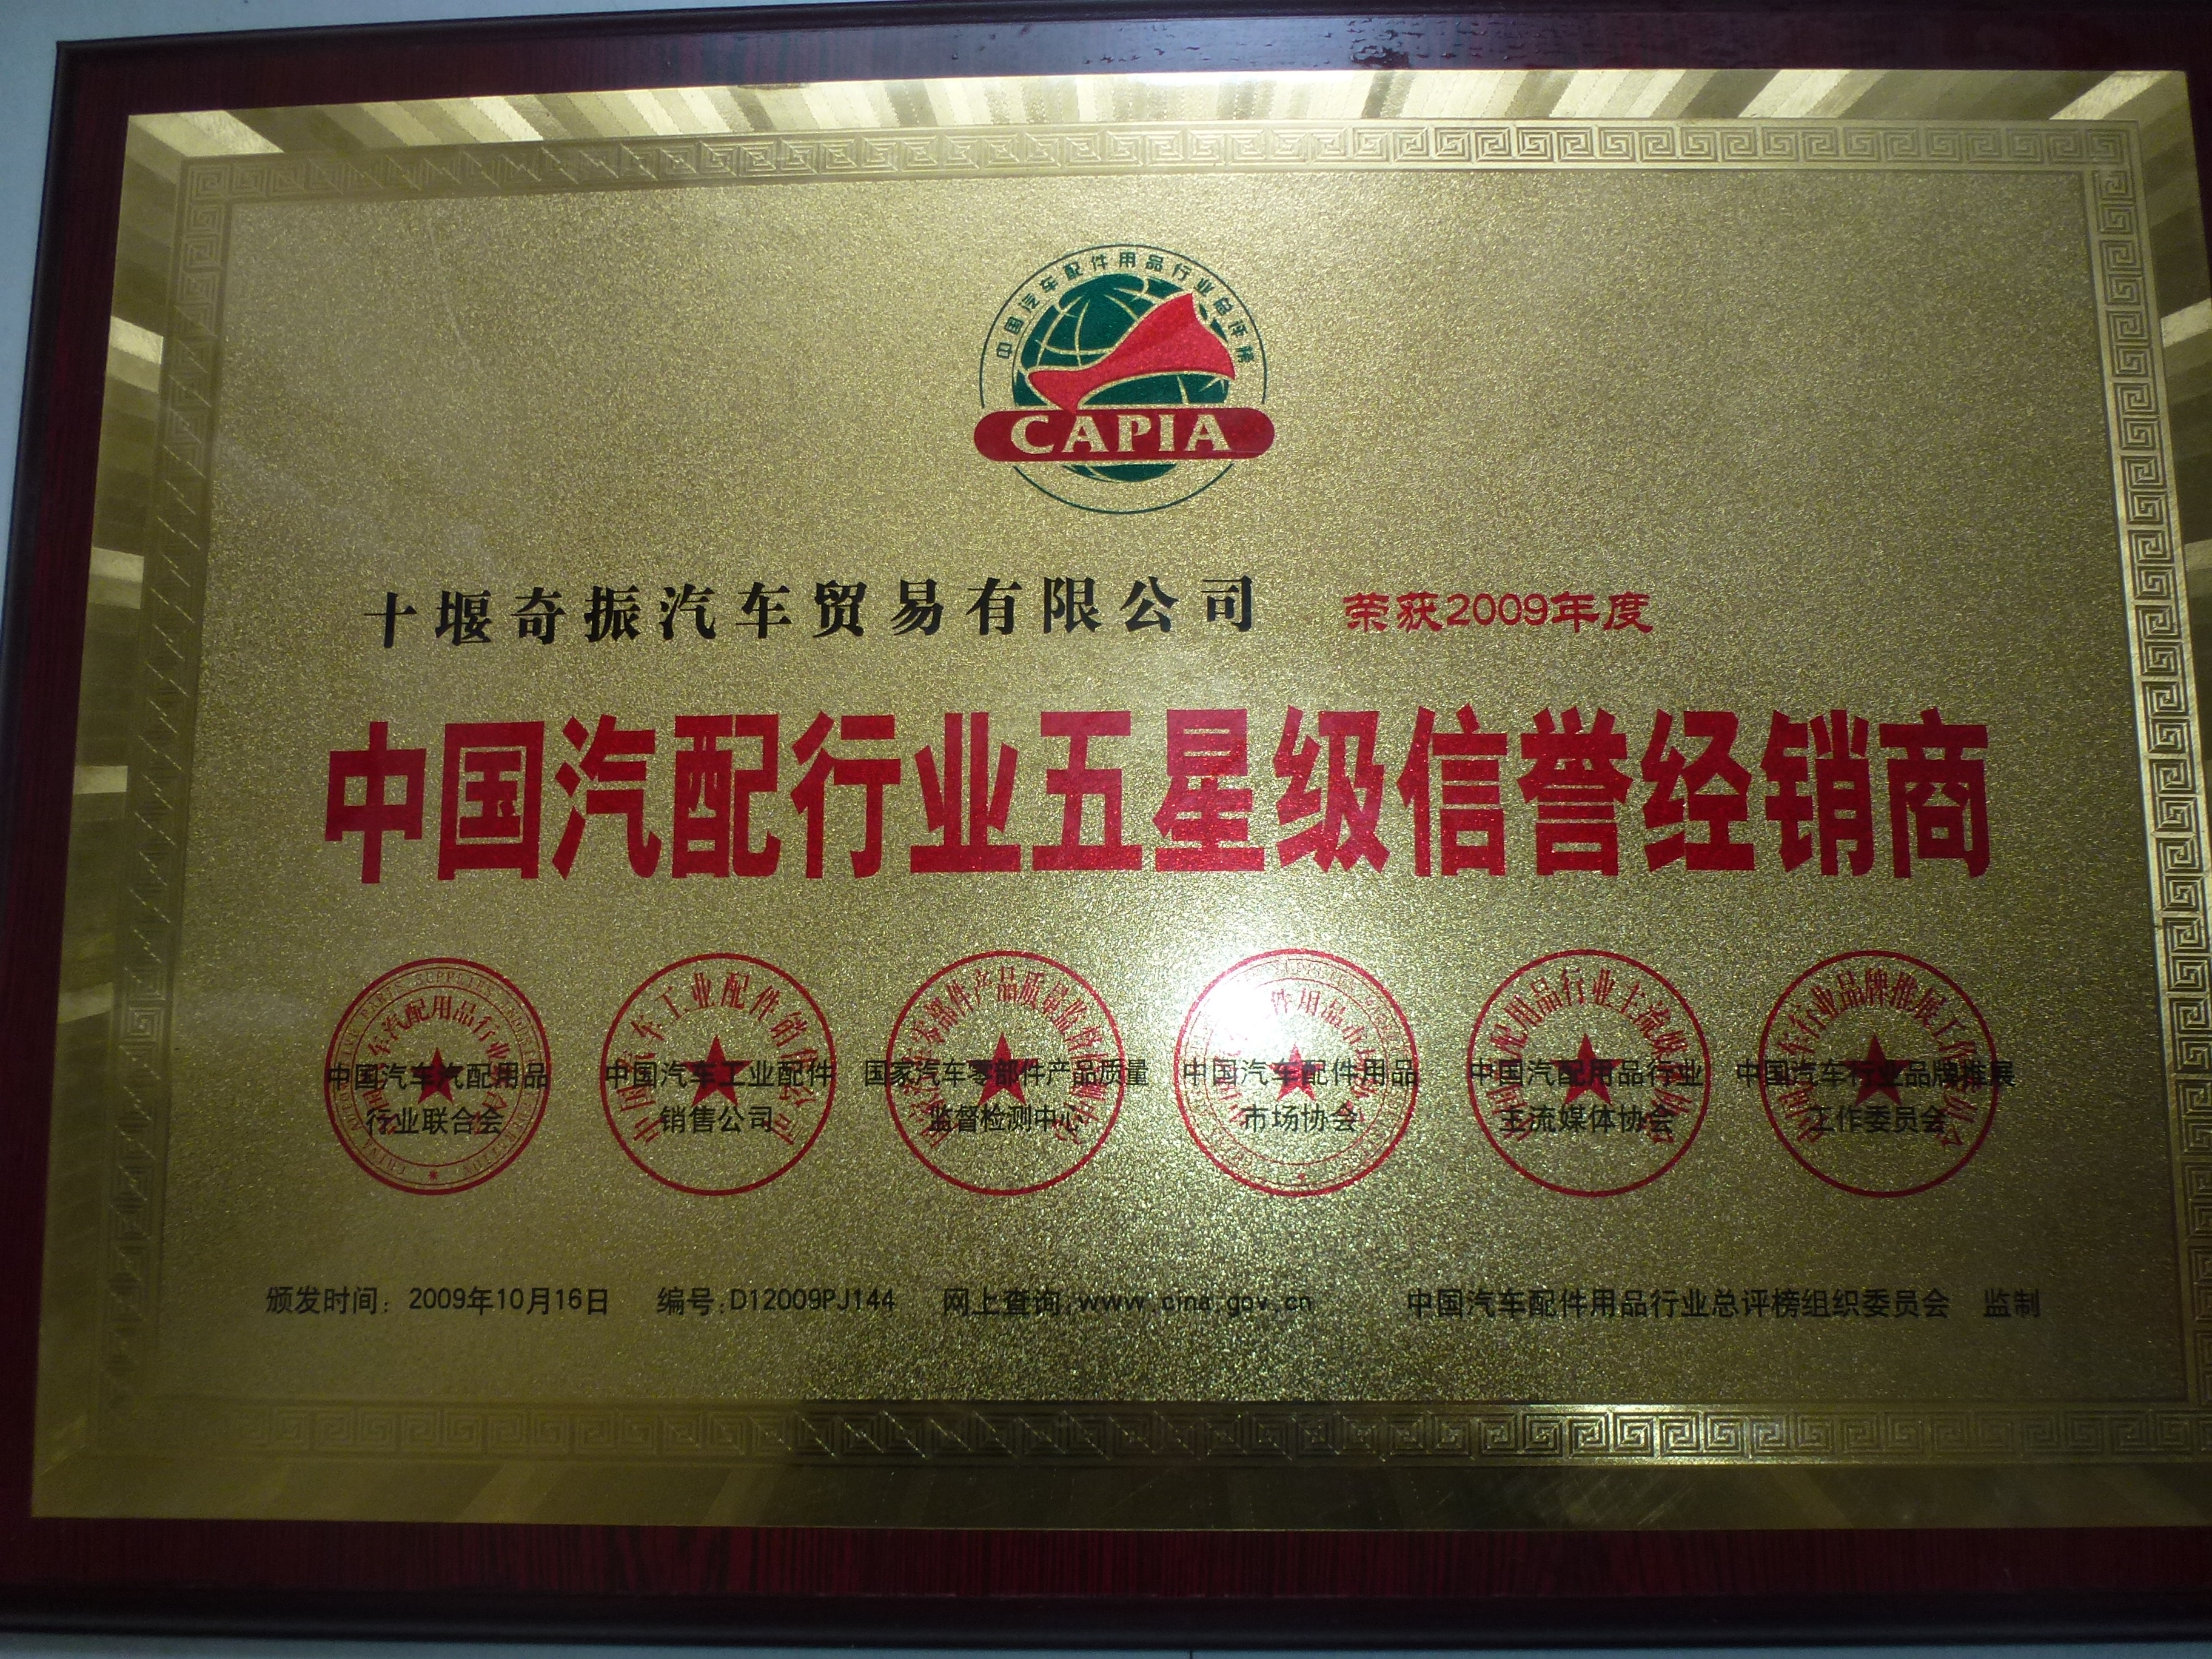 中国汽车配件用品行业总评榜
CAPIA
十堰奇振汽车贸易有限公司 荣获2009年度
中国汽配行业五星级信誉经销商
中国汽车汽配用品
行业联合会
中国汽车工业配件
销售公司
国家汽车零部件产品质量
监督检测中心
中国汽车配件用品
市场协会
中国汽配用品行业
主流媒体协会
中国汽车行业品牌推展
工作委员会
颁发时间：2009年10月16日 编号:D12009PJ144 网上查询:www.cina.gov.cn 中国汽车配件用品行业总评榜组织委员会 监制